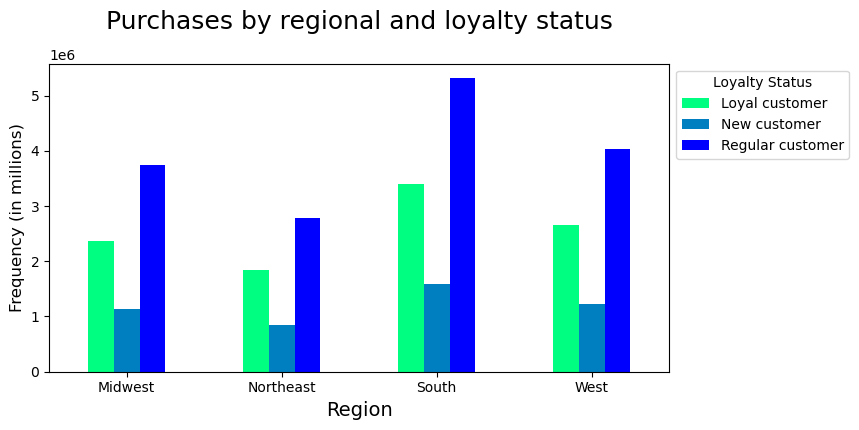 Purchases by regional and loyalty status
1e6
Frequency (in millions)
5
4
3
2
1
0
Midwest
Northeast
South
West
Region
Loyalty Status
Loyal customer
New customer
Regular customer